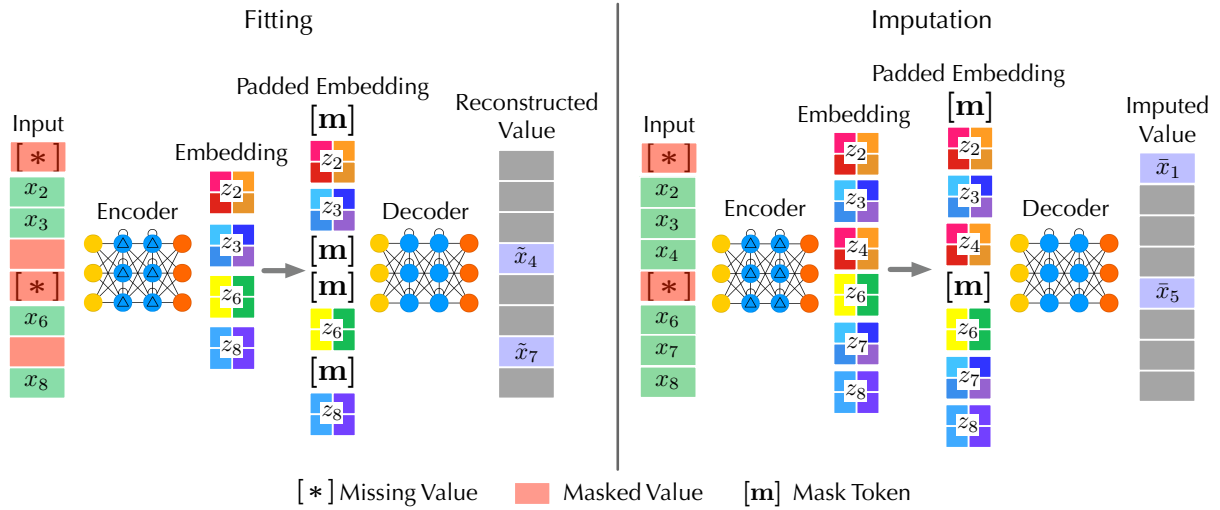 Fitting
Input
[*]
x₂
x₃
[*]
x₆
x₈
Encoder
Embedding
z₂
z₃
z₆
z₈
Padded Embedding
[m]
z₂
z₃
[m]
[m]
z₆
[m]
z₈
Decoder
Reconstructed
Value
x̃₄
x̃₇
Imputation
Input
[*]
x₂
x₃
x₄
[*]
x₆
x₇
x₈
Encoder
Embedding
z₂
z₃
z₄
z₆
z₇
z₈
Padded Embedding
[m]
z₂
z₃
z₄
[m]
z₆
z₇
z₈
Decoder
Imputed
Value
x̄₁
x̄₅
[*] Missing Value
Masked Value
[m] Mask Token